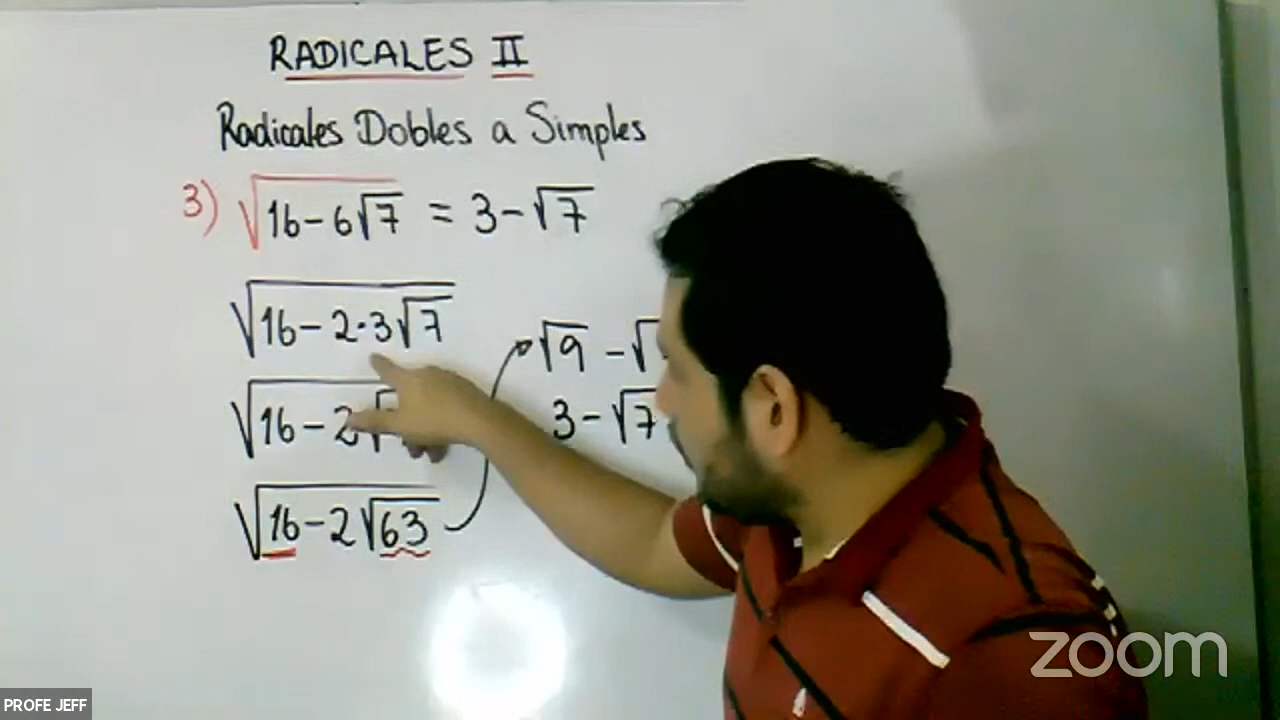 RADICALES II
Radicales Dobles a Simples
3) √16-6√7 = 3-√7
√16-2·3√7
√9 -√
√16-2√
3-√7
√16-2√63
zoom
PROFE JEFF